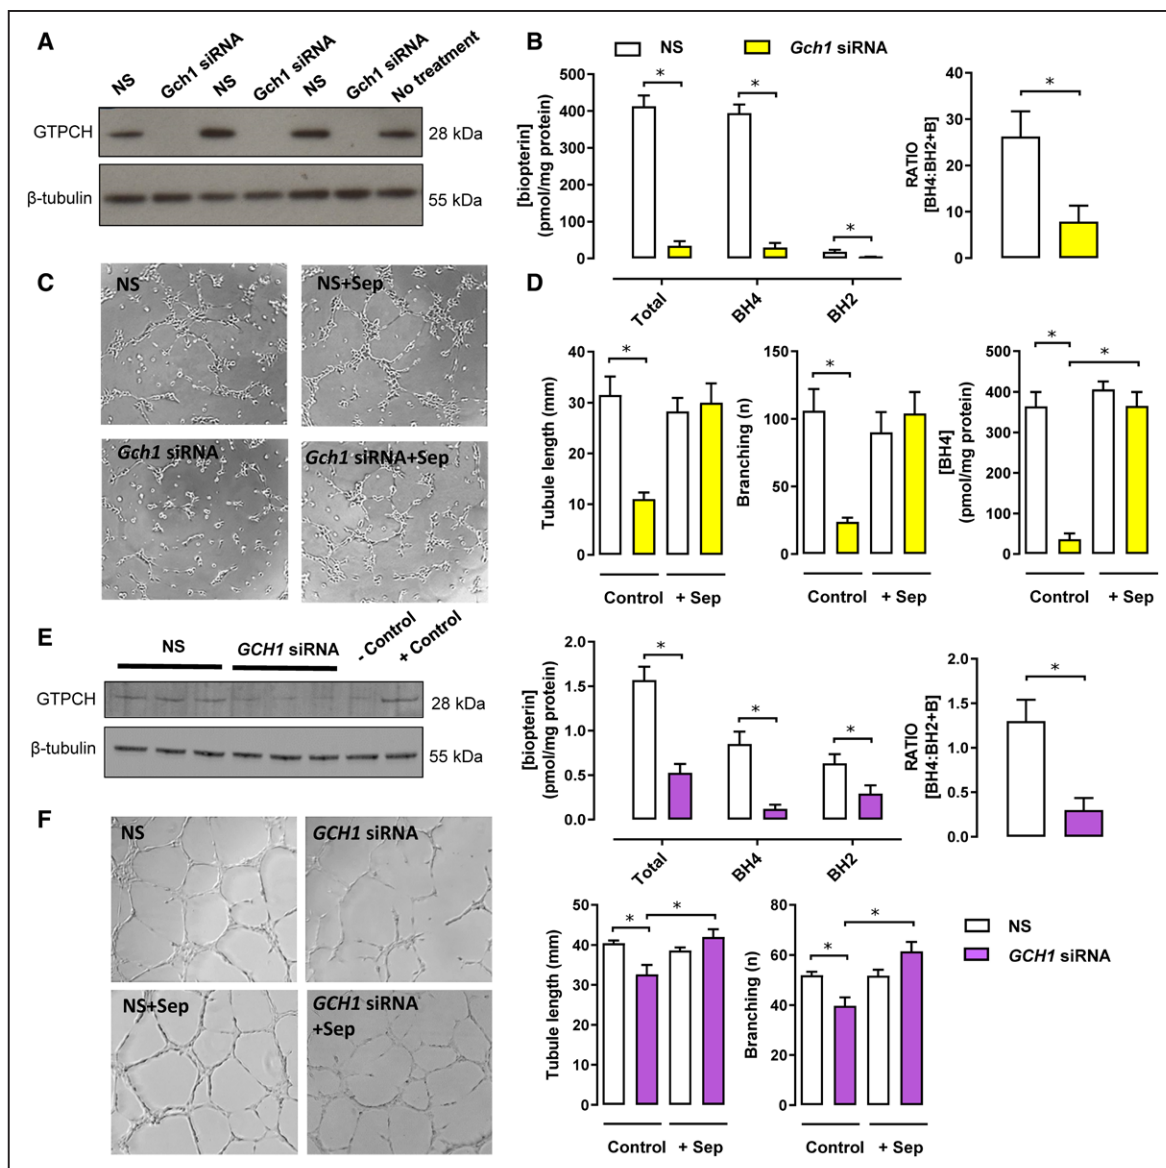 A
NS
Gch1 siRNA
NS
Gch1 siRNA
NS
Gch1 siRNA
No treatment
GTPCH
28 kDa
β-tubulin
55 kDa
B
NS
Gch1 siRNA
[biopterin]
(pmol/mg protein)
500
400
300
200
100
0
*
*
*
Total
BH4
BH2
RATIO
[BH4:BH2+B]
40
30
20
10
0
*
C
NS
NS+Sep
Gch1 siRNA
Gch1 siRNA+Sep
D
Tubule length (mm)
40
30
20
10
0
*
Control
+ Sep
Branching (n)
150
100
50
0
*
Control
+ Sep
[BH4]
(pmol/mg protein)
500
400
300
200
100
0
*
*
Control
+ Sep
E
NS
GCH1 siRNA
- Control
+ Control
GTPCH
28 kDa
β-tubulin
55 kDa
[biopterin]
(pmol/mg protein)
2.0
1.5
1.0
0.5
0.0
*
*
*
Total
BH4
BH2
RATIO
[BH4:BH2+B]
2.0
1.5
1.0
0.5
0.0
*
F
NS
GCH1 siRNA
NS+Sep
GCH1 siRNA
+Sep
Tubule length (mm)
50
40
30
20
10
0
*
*
Control
+ Sep
Branching (n)
80
60
40
20
0
*
*
Control
+ Sep
NS
GCH1 siRNA